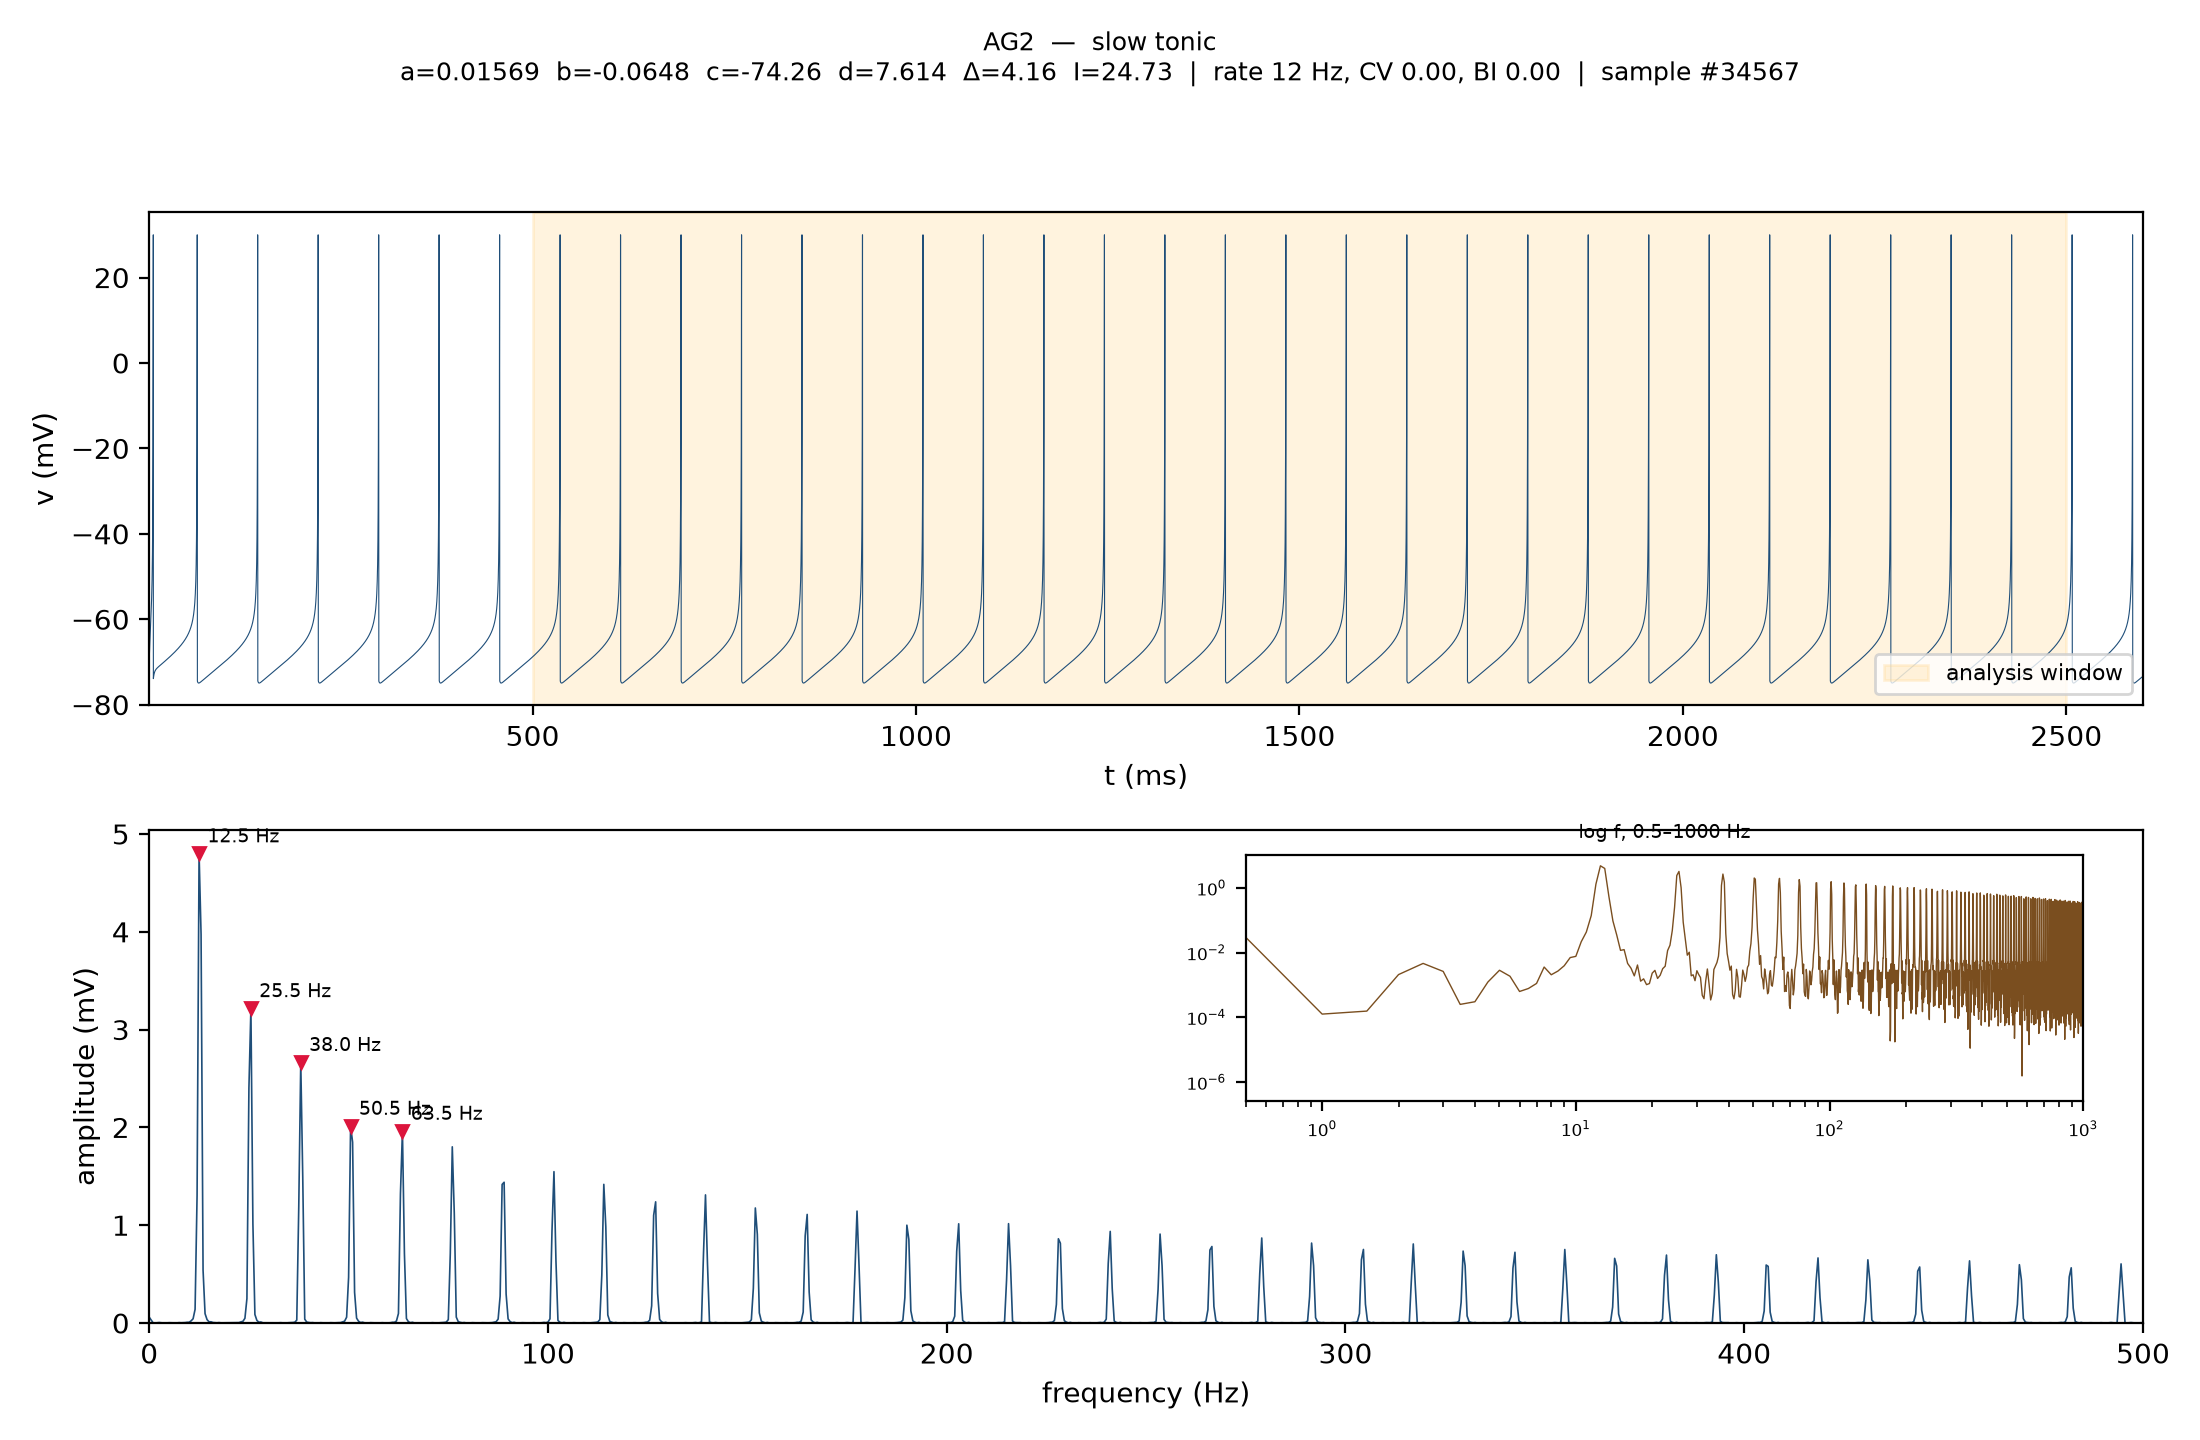 AG2 — slow tonic
a=0.01569 b=-0.0648 c=-74.26 d=7.614 Δ=4.16 I=24.73 | rate 12 Hz, CV 0.00, BI 0.00 | sample #34567
v (mV)
20
0
−20
−40
−60
−80
analysis window
500
1000
1500
2000
2500
t (ms)
amplitude (mV)
5
4
3
2
1
0
12.5 Hz
25.5 Hz
38.0 Hz
50.5 Hz
63.5 Hz
log f, 0.5–1000 Hz
10⁰
10⁻²
10⁻⁴
10⁻⁶
10⁰
10¹
10²
10³
0
100
200
300
400
500
frequency (Hz)